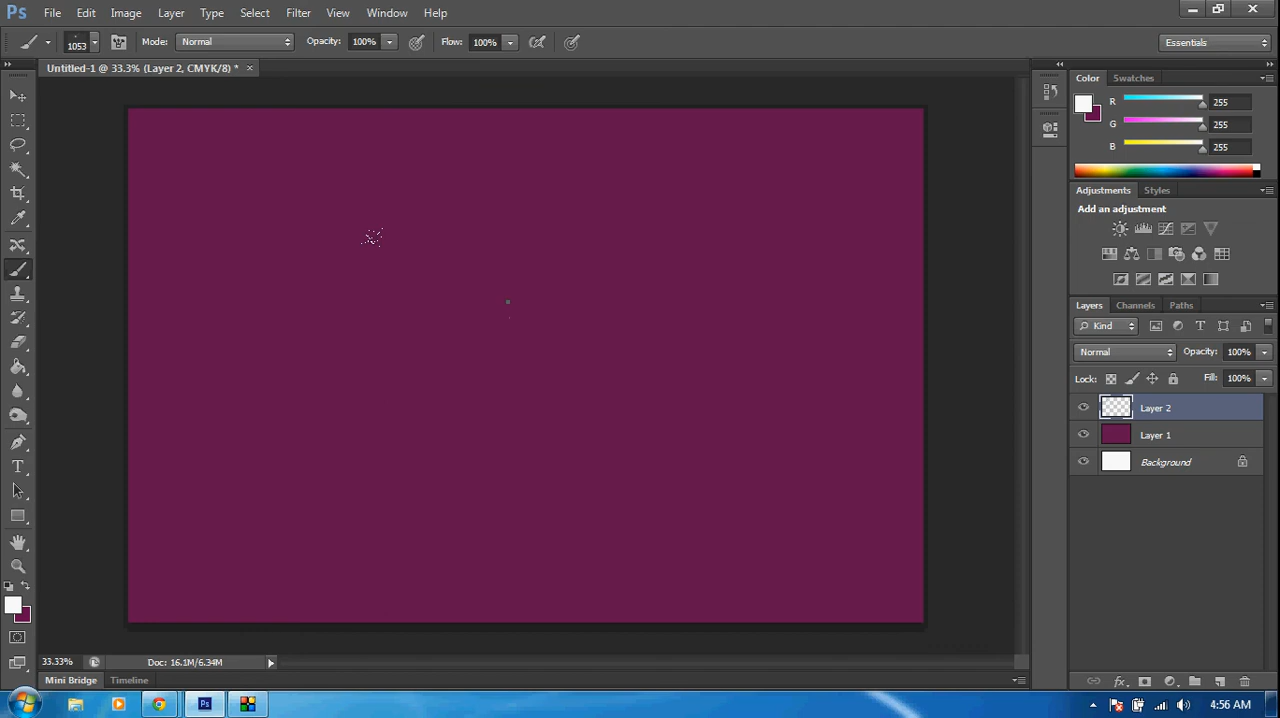 Ps File Edit Image Layer Type Select Filter View Window Help
1053 Mode: Normal Opacity: 100% Flow: 100% Essentials
Untitled-1 @ 33.3% (Layer 2, CMYK/8) * ×
Color Swatches
R 255
G 255
B 255
Adjustments Styles
Add an adjustment
Layers Channels Paths
Kind
Normal Opacity: 100%
Lock: Fill: 100%
Layer 2
Layer 1
Background
33.33% Doc: 16.1M/6.34M
Mini Bridge Timeline
Ps 4:56 AM